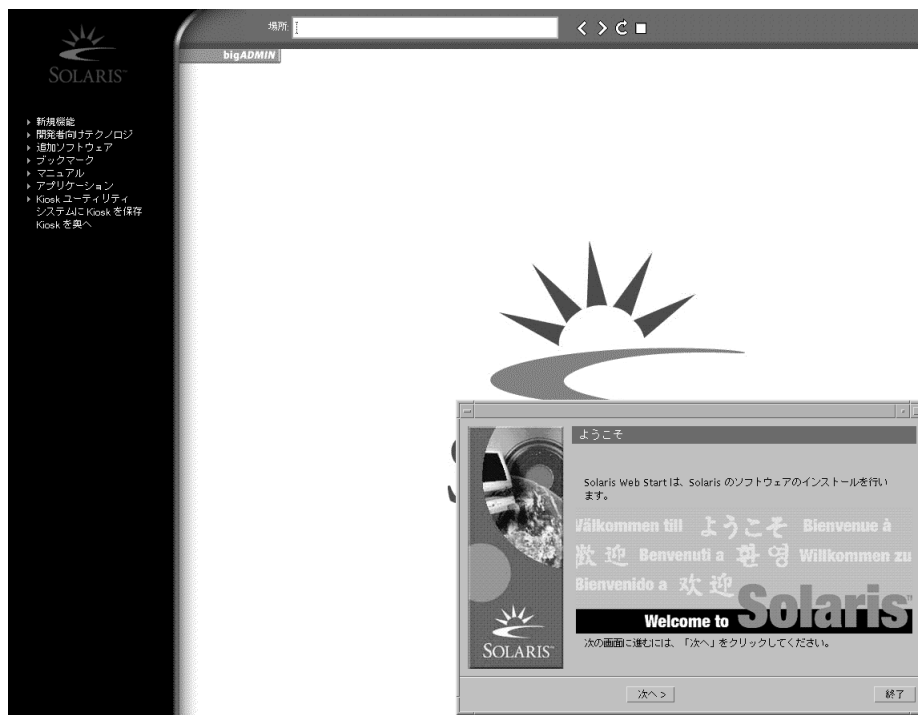 場所:
bigADMIN
SOLARIS™
新規機能
開発者向けテクノロジ
追加ソフトウェア
ブックマーク
マニュアル
アプリケーション
Kiosk ユーティリティ
システムに Kiosk を保存
Kiosk を奥へ
ようこそ
Solaris Web Start は、Solaris のソフトウェアのインストールを行い
ます。
Välkommen till ようこそ Bienvenue à
歡迎 Benvenuti a 환영 Willkommen zu
Bienvenido a 欢迎
Welcome to Solaris™
次の画面に進むには、「次へ」をクリックしてください。
SOLARIS™
次へ >
終了